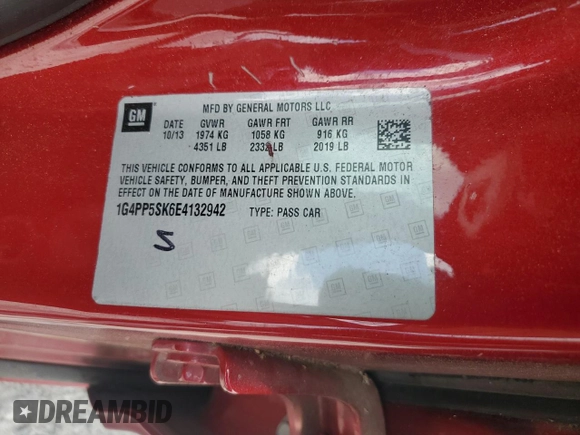 GM
MFD BY GENERAL MOTORS LLC
DATE GVWR GAWR FRT GAWR RR
10/13 1974 KG 1058 KG 916 KG
4351 LB 2332 LB 2019 LB
THIS VEHICLE CONFORMS TO ALL APPLICABLE U.S. FEDERAL MOTOR
VEHICLE SAFETY, BUMPER, AND THEFT PREVENTION STANDARDS IN
EFFECT ON THE DATE OF MANUFACTURE SHOWN ABOVE.
1G4PP5SK6E4132942 TYPE: PASS CAR
DREAMBID